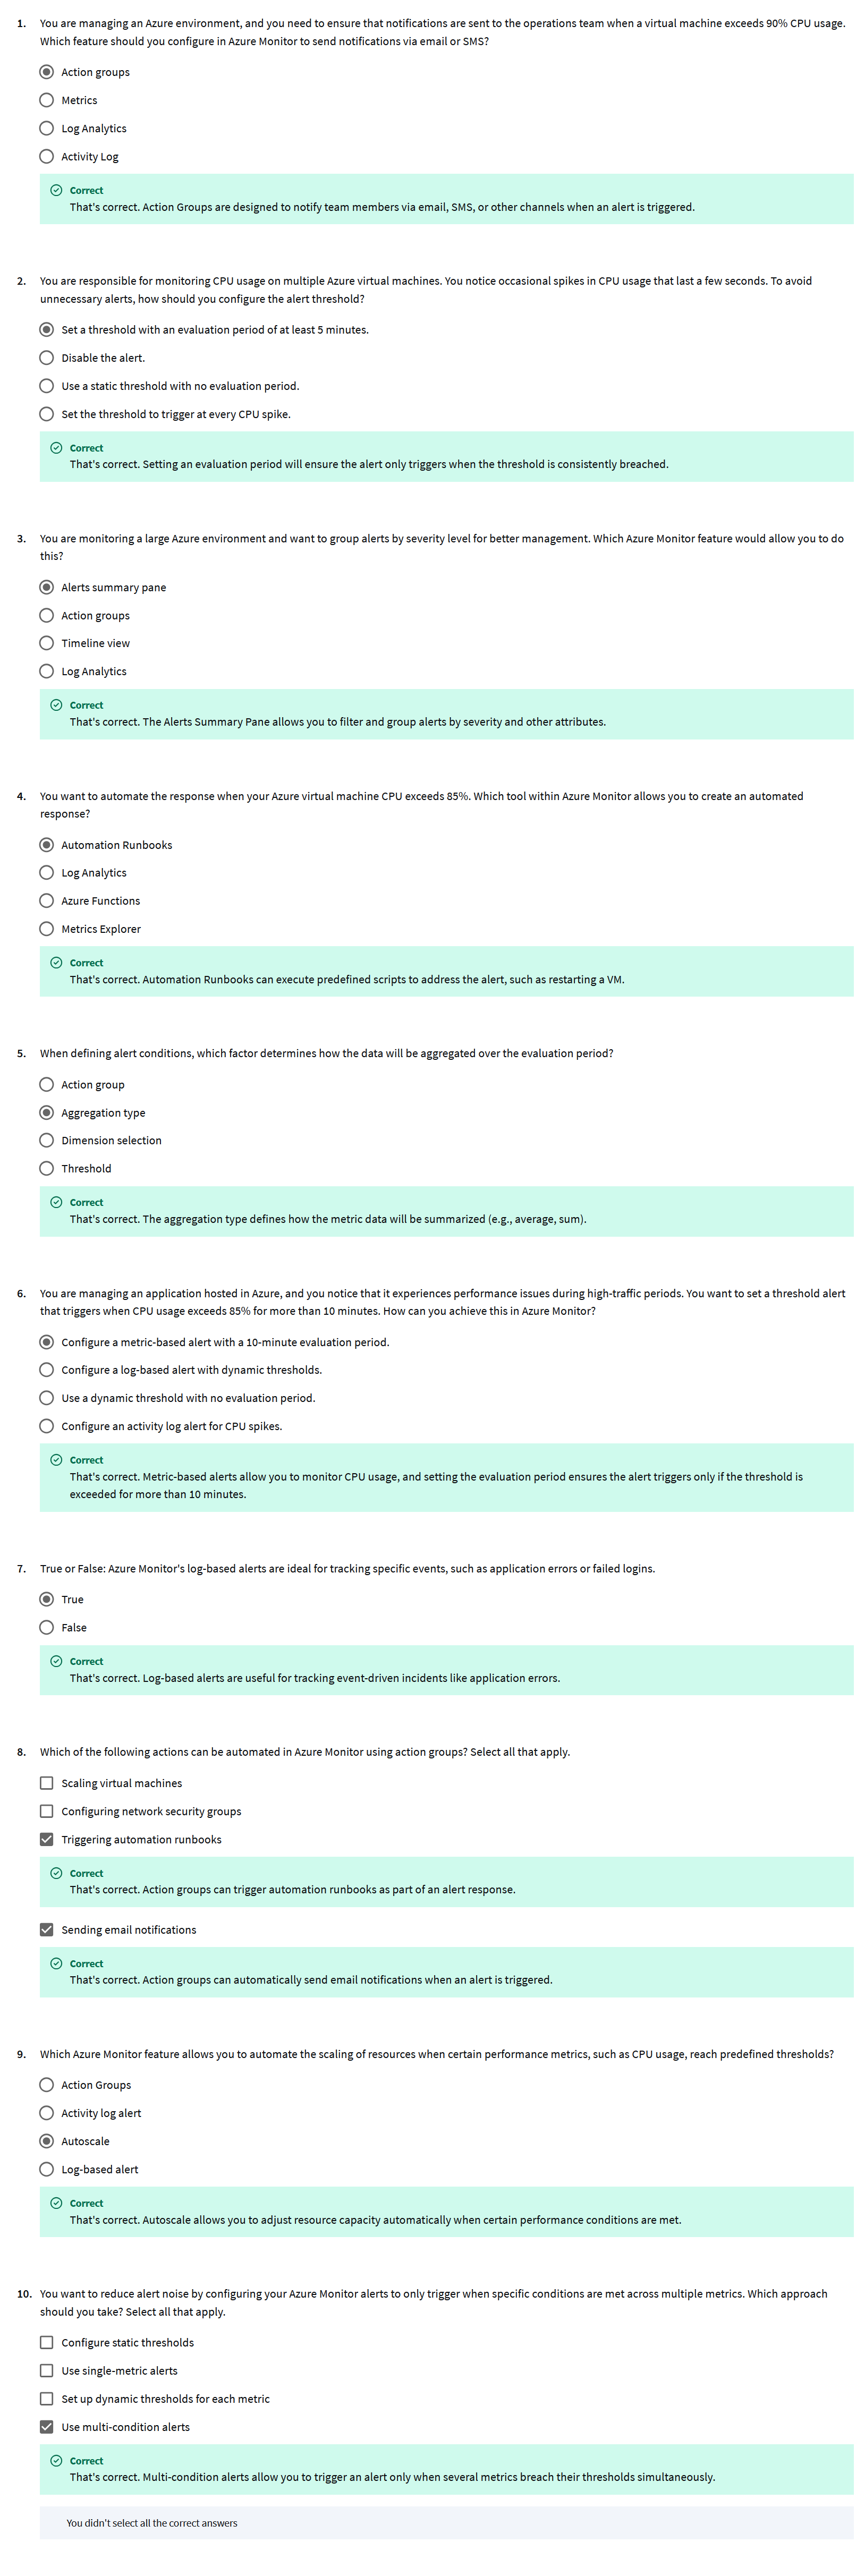 1. You are managing an Azure environment, and you need to ensure that notifications are sent to the operations team when a virtual machine exceeds 90% CPU usage.
Which feature should you configure in Azure Monitor to send notifications via email or SMS?
Action groups
Metrics
Log Analytics
Activity Log
Correct
That's correct. Action Groups are designed to notify team members via email, SMS, or other channels when an alert is triggered.
2. You are responsible for monitoring CPU usage on multiple Azure virtual machines. You notice occasional spikes in CPU usage that last a few seconds. To avoid
unnecessary alerts, how should you configure the alert threshold?
Set a threshold with an evaluation period of at least 5 minutes.
Disable the alert.
Use a static threshold with no evaluation period.
Set the threshold to trigger at every CPU spike.
Correct
That's correct. Setting an evaluation period will ensure the alert only triggers when the threshold is consistently breached.
3. You are monitoring a large Azure environment and want to group alerts by severity level for better management. Which Azure Monitor feature would allow you to do
this?
Alerts summary pane
Action groups
Timeline view
Log Analytics
Correct
That's correct. The Alerts Summary Pane allows you to filter and group alerts by severity and other attributes.
4. You want to automate the response when your Azure virtual machine CPU exceeds 85%. Which tool within Azure Monitor allows you to create an automated
response?
Automation Runbooks
Log Analytics
Azure Functions
Metrics Explorer
Correct
That's correct. Automation Runbooks can execute predefined scripts to address the alert, such as restarting a VM.
5. When defining alert conditions, which factor determines how the data will be aggregated over the evaluation period?
Action group
Aggregation type
Dimension selection
Threshold
Correct
That's correct. The aggregation type defines how the metric data will be summarized (e.g., average, sum).
6. You are managing an application hosted in Azure, and you notice that it experiences performance issues during high-traffic periods. You want to set a threshold alert
that triggers when CPU usage exceeds 85% for more than 10 minutes. How can you achieve this in Azure Monitor?
Configure a metric-based alert with a 10-minute evaluation period.
Configure a log-based alert with dynamic thresholds.
Use a dynamic threshold with no evaluation period.
Configure an activity log alert for CPU spikes.
Correct
That's correct. Metric-based alerts allow you to monitor CPU usage, and setting the evaluation period ensures the alert triggers only if the threshold is
exceeded for more than 10 minutes.
7. True or False: Azure Monitor's log-based alerts are ideal for tracking specific events, such as application errors or failed logins.
True
False
Correct
That's correct. Log-based alerts are useful for tracking event-driven incidents like application errors.
8. Which of the following actions can be automated in Azure Monitor using action groups? Select all that apply.
Scaling virtual machines
Configuring network security groups
Triggering automation runbooks
Correct
That's correct. Action groups can trigger automation runbooks as part of an alert response.
Sending email notifications
Correct
That's correct. Action groups can automatically send email notifications when an alert is triggered.
9. Which Azure Monitor feature allows you to automate the scaling of resources when certain performance metrics, such as CPU usage, reach predefined thresholds?
Action Groups
Activity log alert
Autoscale
Log-based alert
Correct
That's correct. Autoscale allows you to adjust resource capacity automatically when certain performance conditions are met.
10. You want to reduce alert noise by configuring your Azure Monitor alerts to only trigger when specific conditions are met across multiple metrics. Which approach
should you take? Select all that apply.
Configure static thresholds
Use single-metric alerts
Set up dynamic thresholds for each metric
Use multi-condition alerts
Correct
That's correct. Multi-condition alerts allow you to trigger an alert only when several metrics breach their thresholds simultaneously.
You didn't select all the correct answers